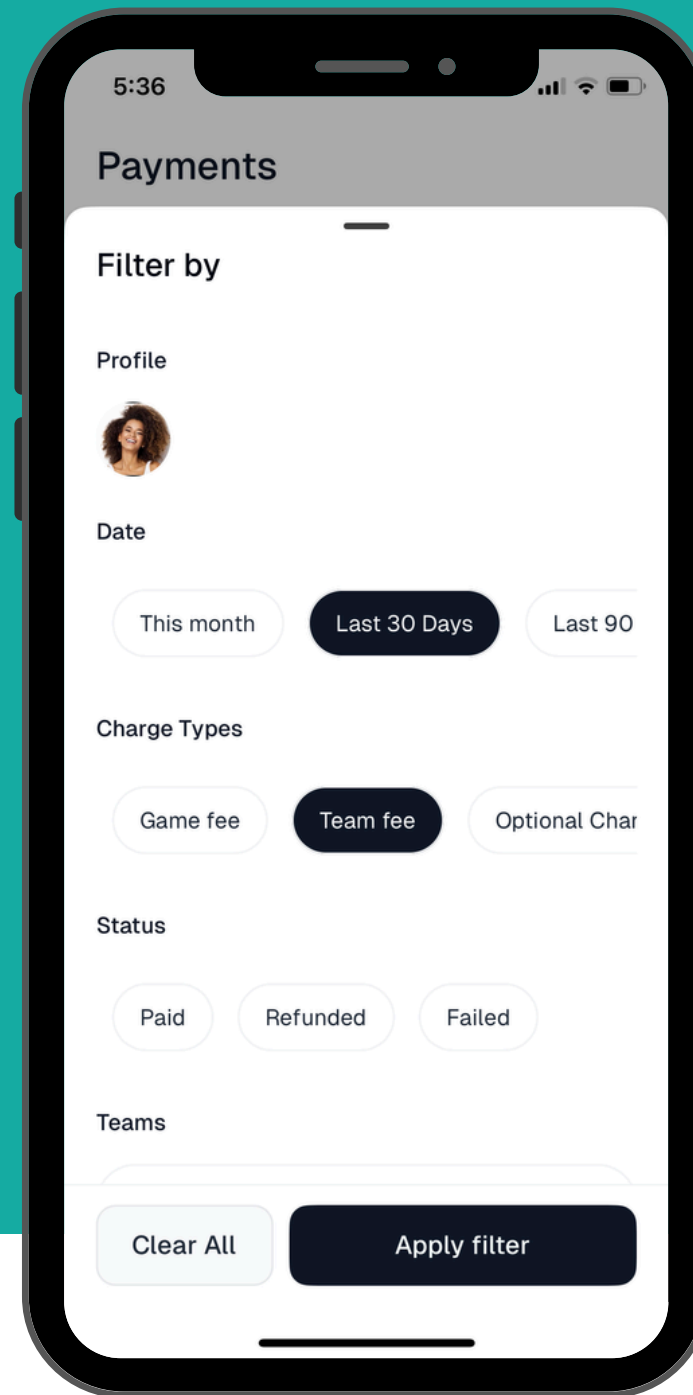 5:36
Payments
Filter by
Profile
Date
This month Last 30 Days Last 90
Charge Types
Game fee Team fee Optional Char
Status
Paid Refunded Failed
Teams
Clear All Apply filter